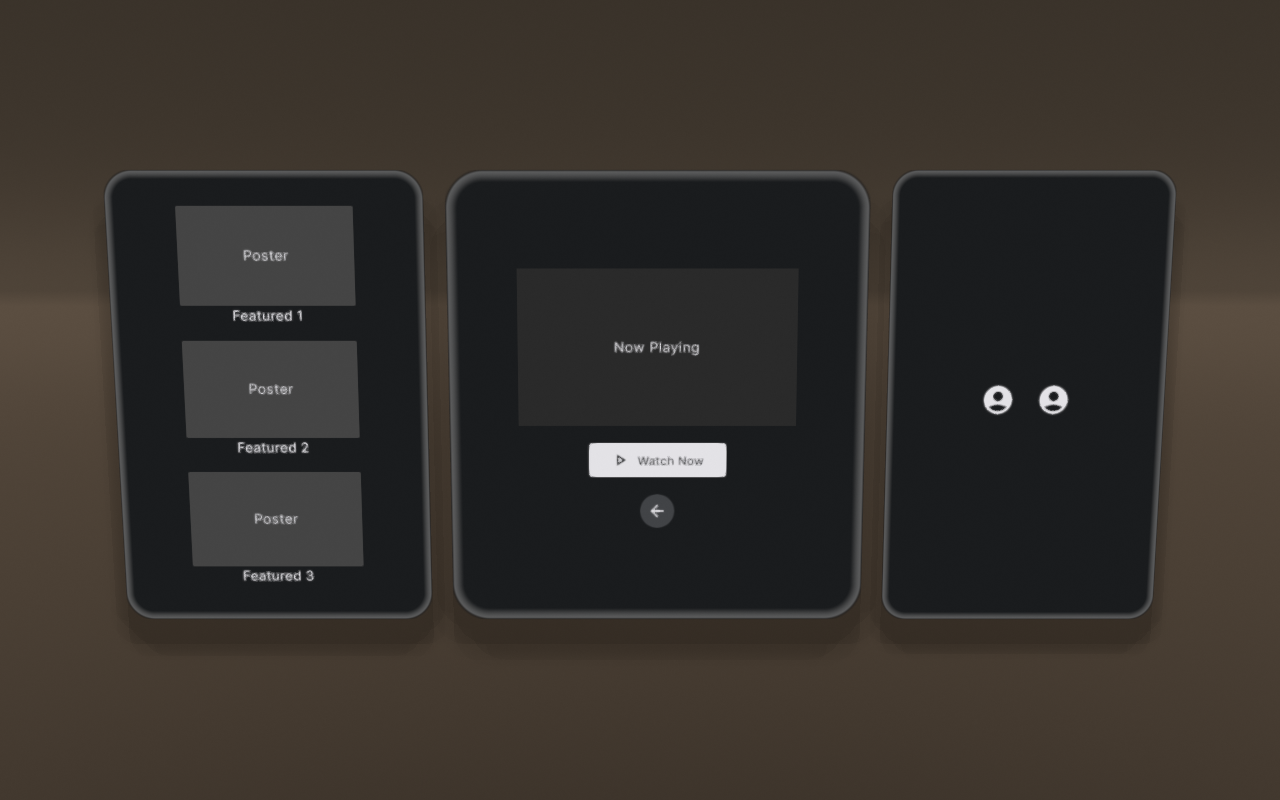 Poster
Featured 1
Poster
Featured 2
Poster
Featured 3
Now Playing
Watch Now